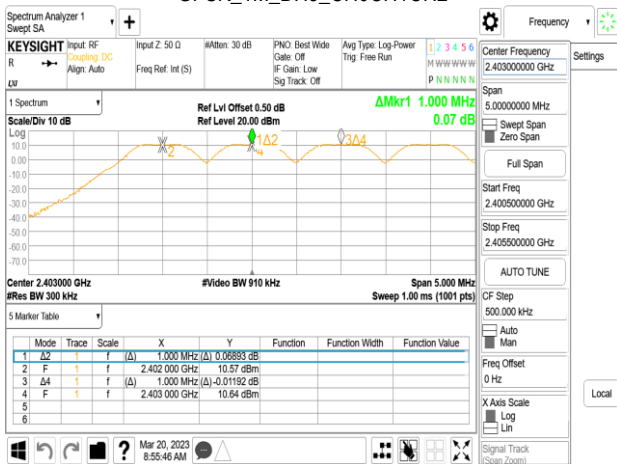 Spectrum Analyzer 1
Swept SA
Frequency
KEYSIGHT
R
Input: RF
Coupling: DC
Align: Auto
Input Z: 50 Ω
Freq Ref: Int (S)
#Atten: 30 dB
PNO: Best Wide
Gate: Off
IF Gain: Low
Sig Track: Off
Avg Type: Log-Power
Trig: Free Run
1 2 3 4 5 6
M W W W W W
P N N N N N
Center Frequency
2.403000000 GHz
Settings
1 Spectrum
Scale/Div 10 dB
Ref Lvl Offset 0.50 dB
Ref Level 20.00 dBm
ΔMkr1 1.000 MHz
0.07 dB
Span
5.00000000 MHz
Swept Span
Zero Span
Log
10.0
0.00
-10.0
-20.0
-30.0
-40.0
-50.0
-60.0
-70.0
2
1Δ2
4
3Δ4
Full Span
Start Freq
2.400500000 GHz
Stop Freq
2.405500000 GHz
AUTO TUNE
Center 2.403000 GHz
#Res BW 300 kHz
#Video BW 910 kHz
Span 5.000 MHz
Sweep 1.00 ms (1001 pts)
CF Step
500.000 kHz
Auto
Man
5 Marker Table
Mode Trace Scale X Y Function Function Width Function Value
1 Δ2 1 f (Δ) 1.000 MHz (Δ) 0.06893 dB
2 F 1 f 2.402 000 GHz 10.57 dBm
3 Δ4 1 f (Δ) 1.000 MHz (Δ) -0.01192 dB
4 F 1 f 2.403 000 GHz 10.64 dBm
5
6
Freq Offset
0 Hz
X Axis Scale
Log
Lin
Local
Signal Track
(Span Zoom)
?
Mar 20, 2023
8:55:46 AM